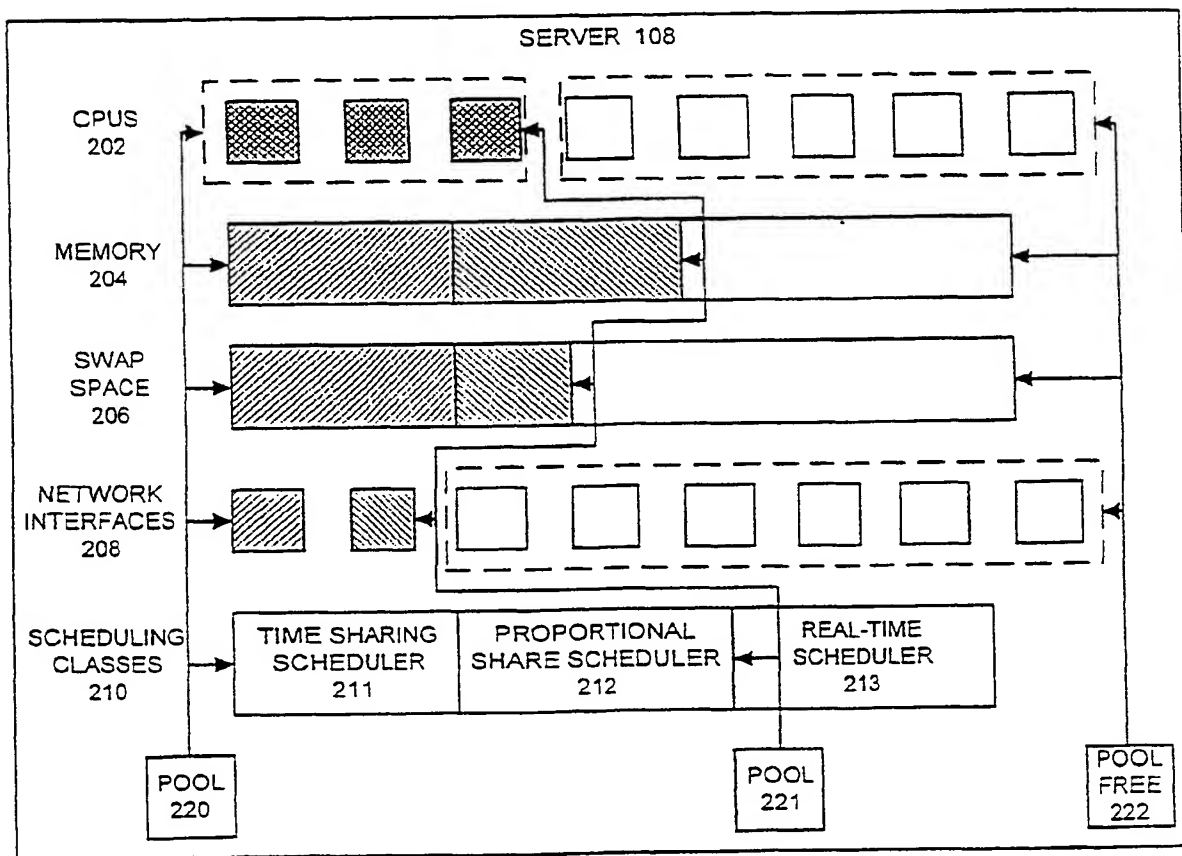 SERVER 108
CPUS
202
MEMORY
204
SWAP
SPACE
206
NETWORK
INTERFACES
208
SCHEDULING
CLASSES
210
TIME SHARING
SCHEDULER
211
PROPORTIONAL
SHARE SCHEDULER
212
REAL-TIME
SCHEDULER
213
POOL
220
POOL
221
POOL
FREE
222